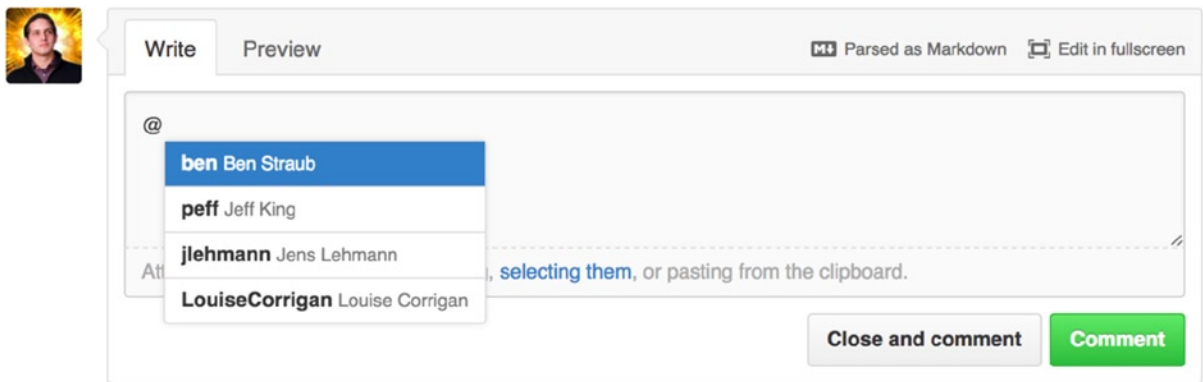 Write Preview M↓ Parsed as Markdown Edit in fullscreen
@
ben Ben Straub
peff Jeff King
jlehmann Jens Lehmann
selecting them, or pasting from the clipboard.
LouiseCorrigan Louise Corrigan
Close and comment Comment